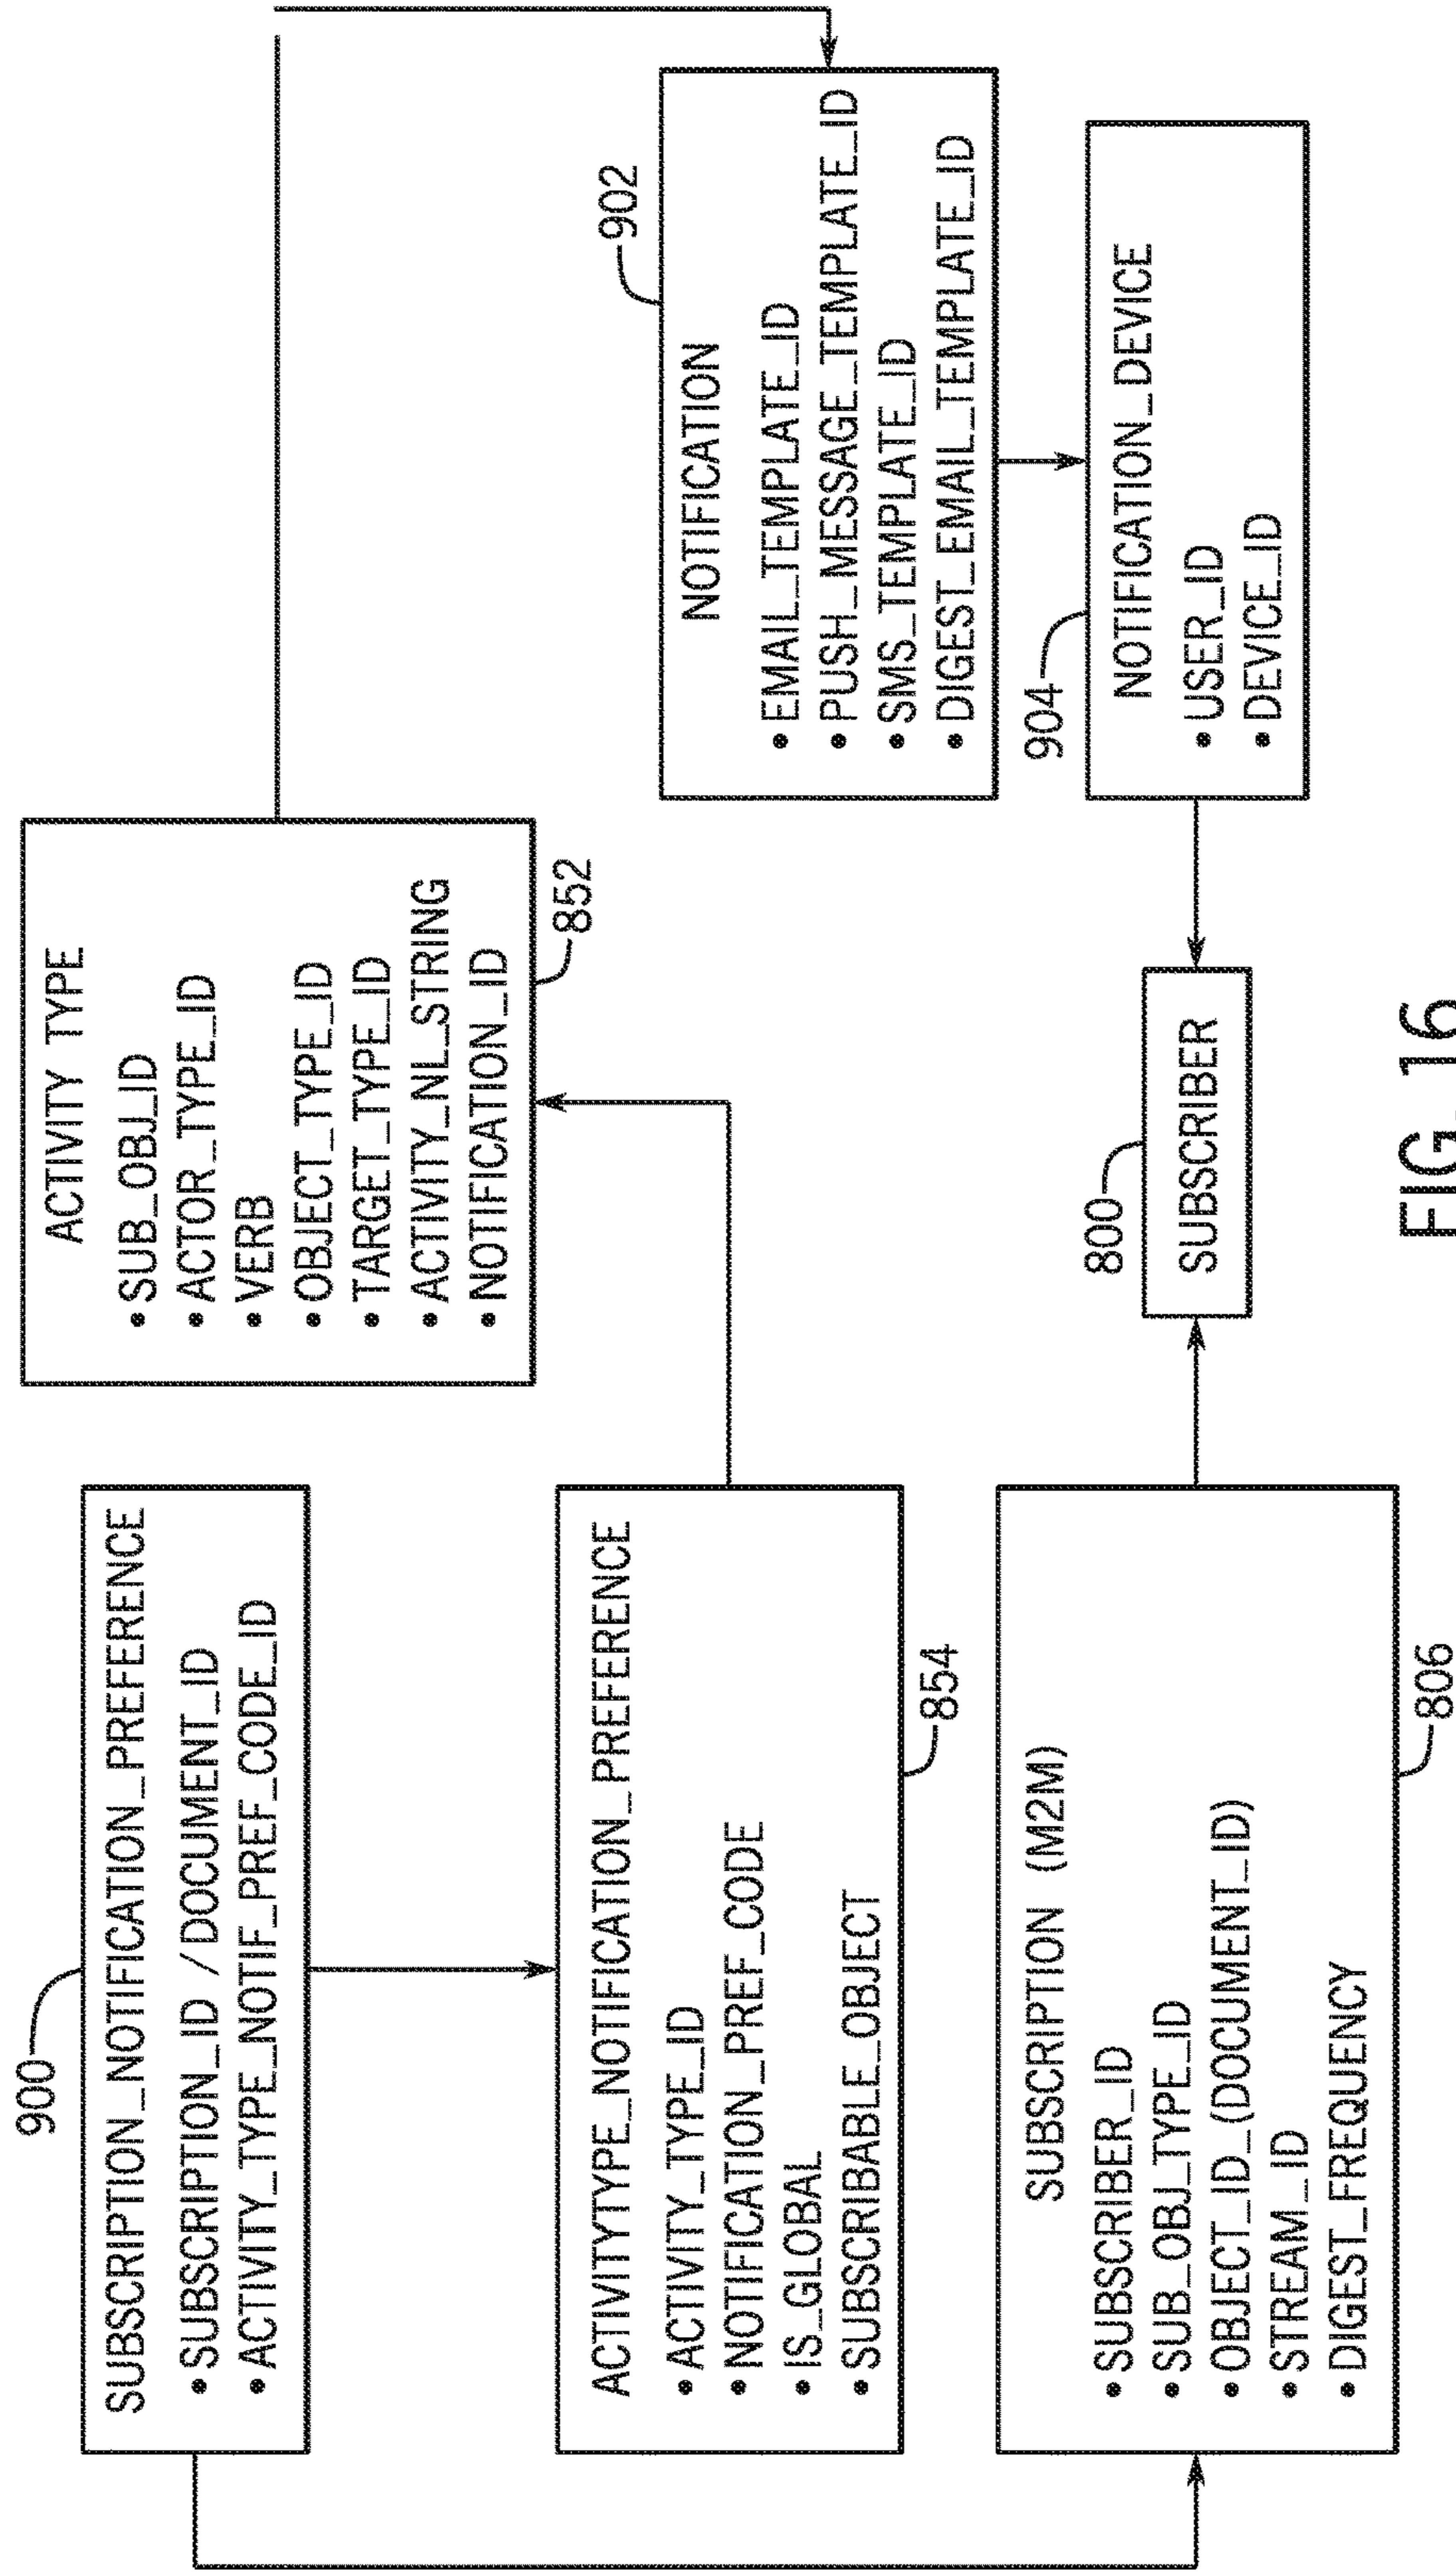 900
SUBSCRIPTION_NOTIFICATION_PREFERENCE
• SUBSCRIPTION_ID /DOCUMENT_ID
• ACTIVITY_TYPE_NOTIF_PREF_CODE_ID
ACTIVITYTYPE_NOTIFICATION_PREFERENCE
• ACTIVITY_TYPE_ID
• NOTIFICATION_PREF_CODE
• IS_GLOBAL
• SUBSCRIBABLE_OBJECT
854
SUBSCRIPTION (M2M)
• SUBSCRIBER_ID
• SUB_OBJ_TYPE_ID
• OBJECT_ID_(DOCUMENT_ID)
• STREAM_ID
• DIGEST_FREQUENCY
806
ACTIVITY TYPE
• SUB_OBJ_ID
• ACTOR_TYPE_ID
• VERB
• OBJECT_TYPE_ID
• TARGET_TYPE_ID
• ACTIVITY_NL_STRING
• NOTIFICATION_ID
852
800
SUBSCRIBER
902
NOTIFICATION
• EMAIL_TEMPLATE_ID
• PUSH_MESSAGE_TEMPLATE_ID
• SMS_TEMPLATE_ID
• DIGEST_EMAIL_TEMPLATE_ID
904
NOTIFICATION_DEVICE
• USER_ID
• DEVICE_ID
FIG. 16